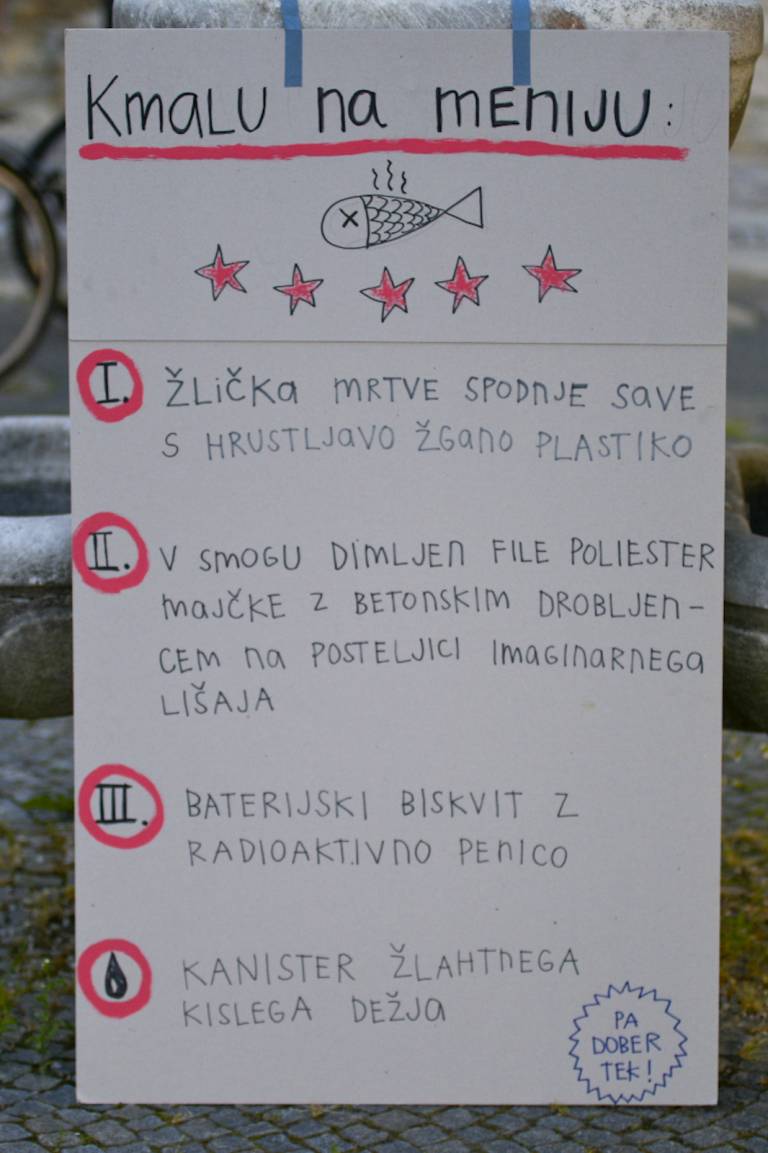 Kmalu na meniju:
I. Žlička mrtve spodnje Save
s hrustljavo žgano plastiko
II. V smogu dimljen file poliester
majčke z betonskim drobljen-
cem na posteljici imaginarnega
lišaja
III. Baterijski biskvit z
radioaktivno penico
Kanister žlahtnega
kislega dežja
PA
DOBER
TEK!